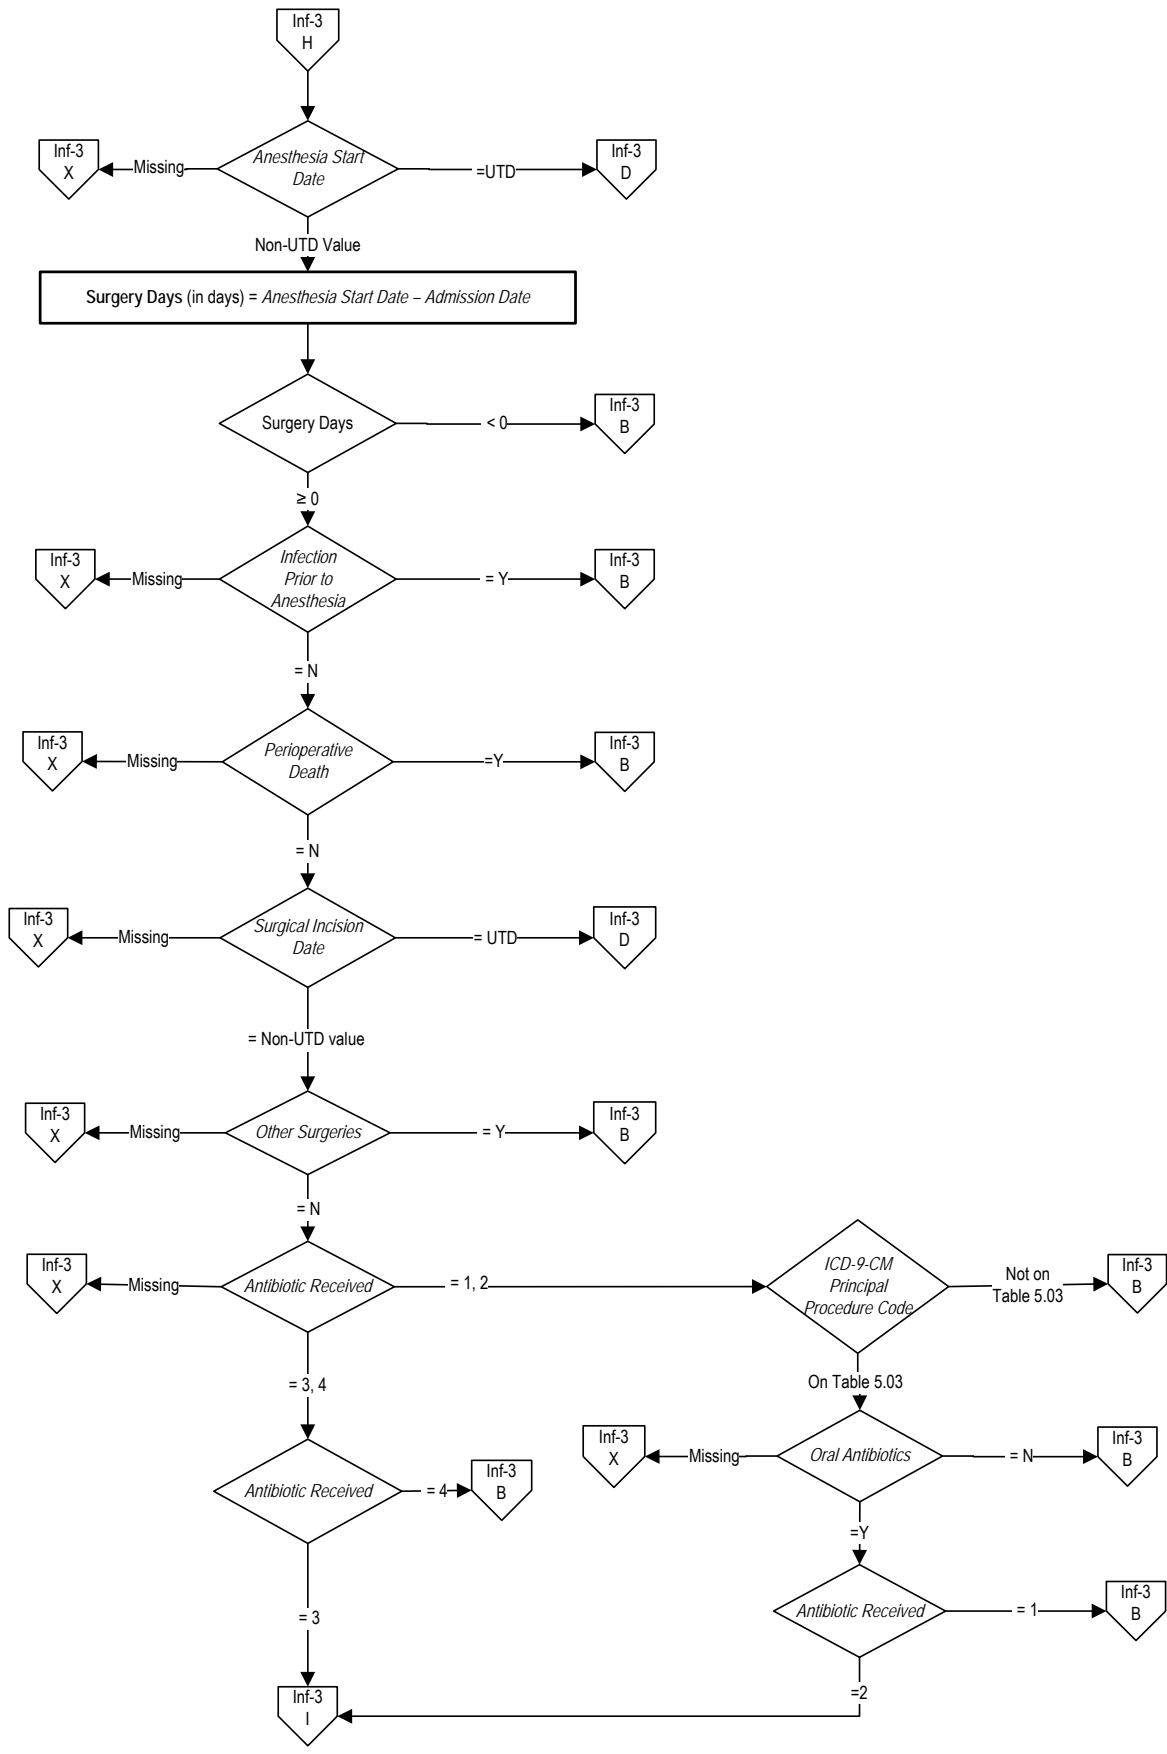 Inf-3
H
Inf-3
X
Missing
Anesthesia Start
Date
=UTD
Inf-3
D
Non-UTD Value
Surgery Days (in days) = Anesthesia Start Date – Admission Date
Surgery Days
< 0
Inf-3
B
≥ 0
Inf-3
X
Missing
Infection
Prior to
Anesthesia
= Y
Inf-3
B
= N
Inf-3
X
Missing
Perioperative
Death
=Y
Inf-3
B
= N
Inf-3
X
Missing
Surgical Incision
Date
= UTD
Inf-3
D
= Non-UTD value
Inf-3
X
Missing
Other Surgeries
= Y
Inf-3
B
= N
Inf-3
X
Missing
Antibiotic Received
= 1, 2
ICD-9-CM
Principal
Procedure Code
Not on
Table 5.03
Inf-3
B
= 3, 4
On Table 5.03
Inf-3
X
Missing
Oral Antibiotics
= N
Inf-3
B
Antibiotic Received
= 4
Inf-3
B
=Y
Antibiotic Received
= 1
Inf-3
B
= 3
=2
Inf-3
I